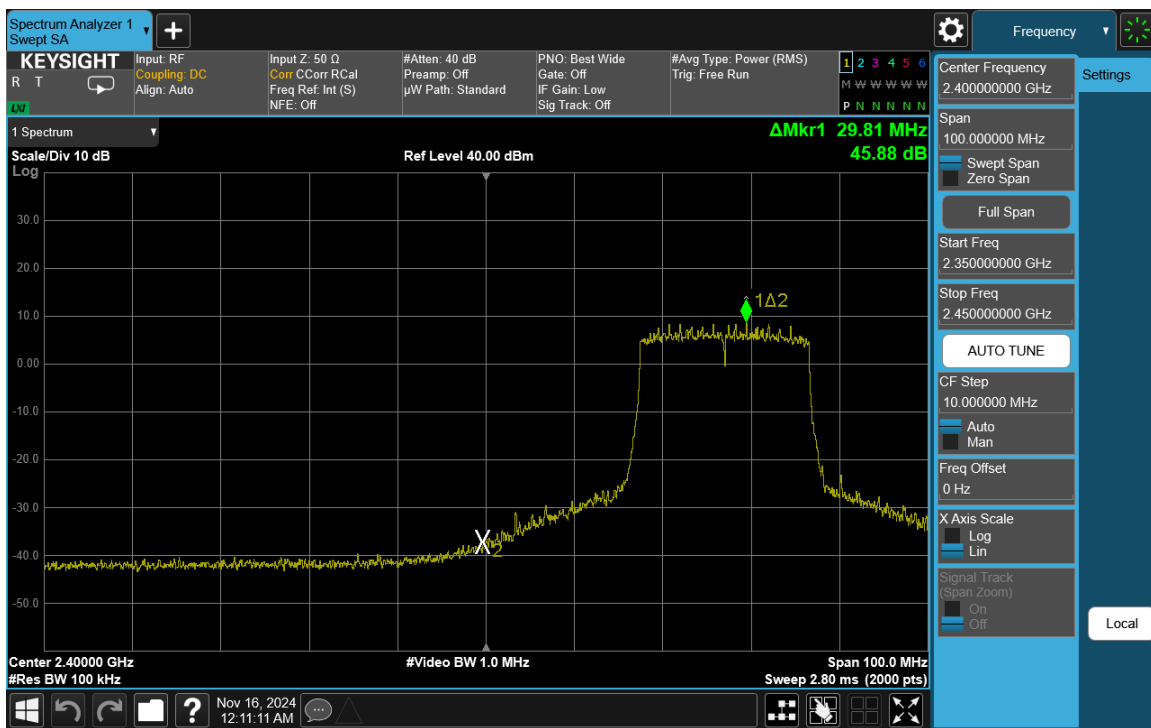 Spectrum Analyzer 1
Swept SA
+
Frequency
KEYSIGHT
R T
LXI
Input: RF
Coupling: DC
Align: Auto
Input Z: 50 Ω
Corr CCorr RCal
Freq Ref: Int (S)
NFE: Off
#Atten: 40 dB
Preamp: Off
µW Path: Standard
PNO: Best Wide
Gate: Off
IF Gain: Low
Sig Track: Off
#Avg Type: Power (RMS)
Trig: Free Run
1 2 3 4 5 6
M W W W W W
P N N N N N
1 Spectrum
Scale/Div 10 dB
Log
Ref Level 40.00 dBm
ΔMkr1 29.81 MHz
45.88 dB
30.0
20.0
10.0
0.00
-10.0
-20.0
-30.0
-40.0
-50.0
1Δ2
X2
Center 2.40000 GHz
#Res BW 100 kHz
#Video BW 1.0 MHz
Span 100.0 MHz
Sweep 2.80 ms (2000 pts)
Center Frequency
2.400000000 GHz
Settings
Span
100.000000 MHz
Swept Span
Zero Span
Full Span
Start Freq
2.350000000 GHz
Stop Freq
2.450000000 GHz
AUTO TUNE
CF Step
10.000000 MHz
Auto
Man
Freq Offset
0 Hz
X Axis Scale
Log
Lin
Signal Track
(Span Zoom)
On
Off
Local
?
Nov 16, 2024
12:11:11 AM